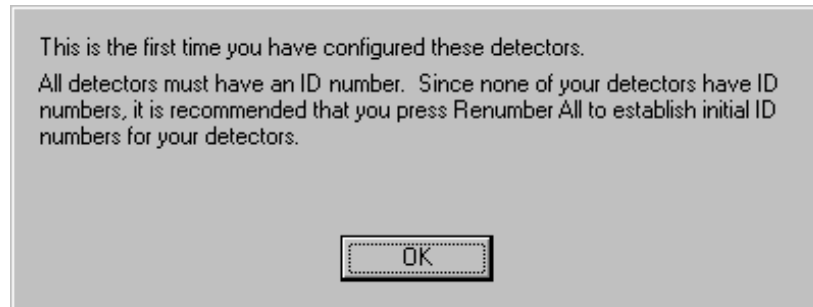 This is the first time you have configured these detectors.
All detectors must have an ID number.  Since none of your detectors have ID
numbers, it is recommended that you press Renumber All to establish initial ID
numbers for your detectors.
OK